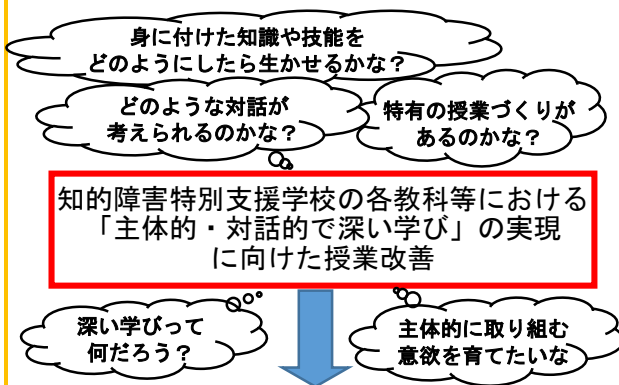 身に付けた知識や技能を
どのようにしたら生かせるかな？
どのような対話が
考えられるのかな？
特有の授業づくりが
あるのかな？
知的障害特別支援学校の各教科等における
「主体的・対話的で深い学び」の実現
に向けた授業改善
深い学びって
何だろう？
主体的に取り組む
意欲を育てたいな